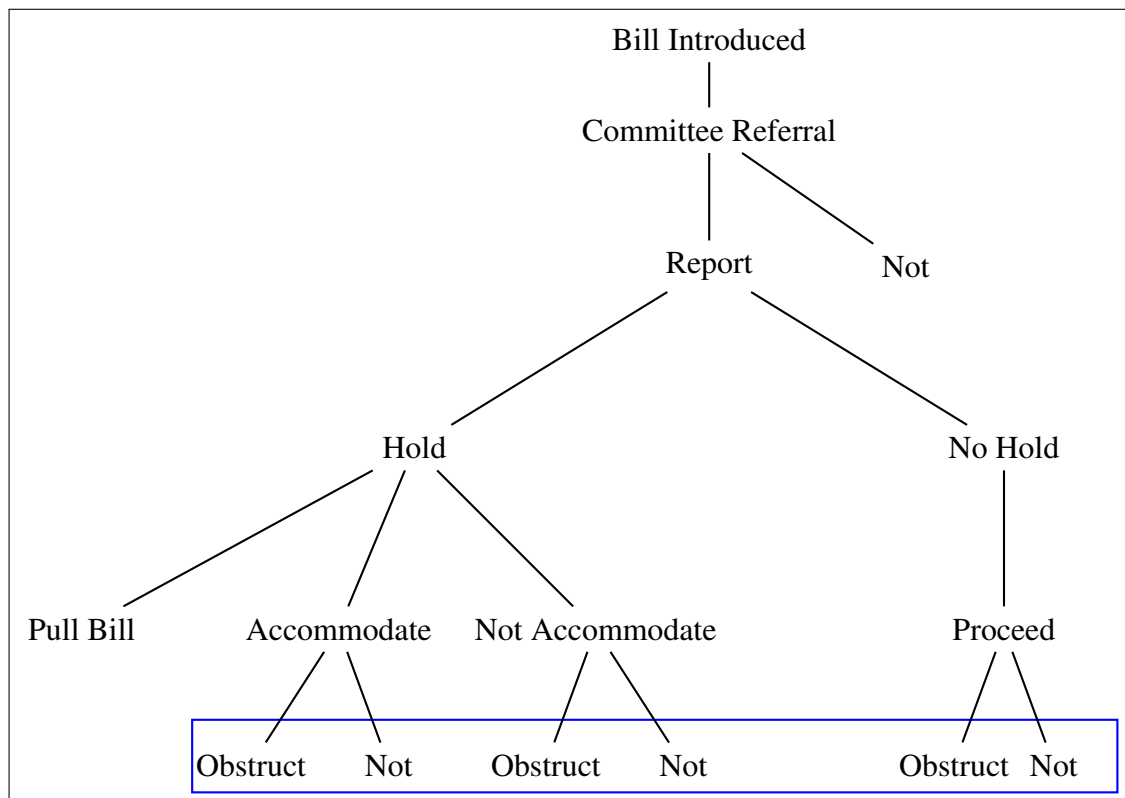 Bill Introduced
Committee Referral
Report
Not
Hold
No Hold
Pull Bill
Accommodate
Not Accommodate
Proceed
Obstruct
Not
Obstruct
Not
Obstruct
Not